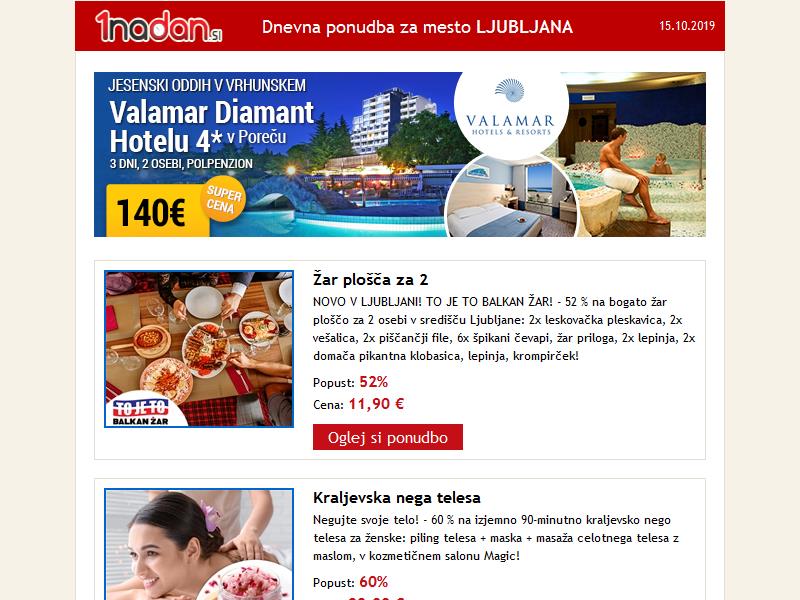 1nadan.si
Dnevna ponudba za mesto LJUBLJANA
15.10.2019
JESENSKI ODDIH V VRHUNSKEM
Valamar Diamant
Hotelu 4* v Poreču
3 DNI, 2 OSEBI, POLPENZION
140€
SUPER
CENA
VALAMAR
HOTELS & RESORTS
Žar plošča za 2
NOVO V LJUBLJANI! TO JE TO BALKAN ŽAR! - 52 % na bogato žar
ploščo za 2 osebi v središču Ljubljane: 2x leskovačka pleskavica, 2x
vešalica, 2x piščančji file, 6x špikani čevapi, žar priloga, 2x lepinja, 2x
domača pikantna klobasica, lepinja, krompirček!
Popust: 52%
Cena: 11,90 €
Oglej si ponudbo
TO JE TO
BALKAN ŽAR
Kraljevska nega telesa
Negujte svoje telo! - 60 % na izjemno 90-minutno kraljevsko nego
telesa za ženske: piling telesa + maska + masaža celotnega telesa z
maslom, v kozmetičnem salonu Magic!
Popust: 60%